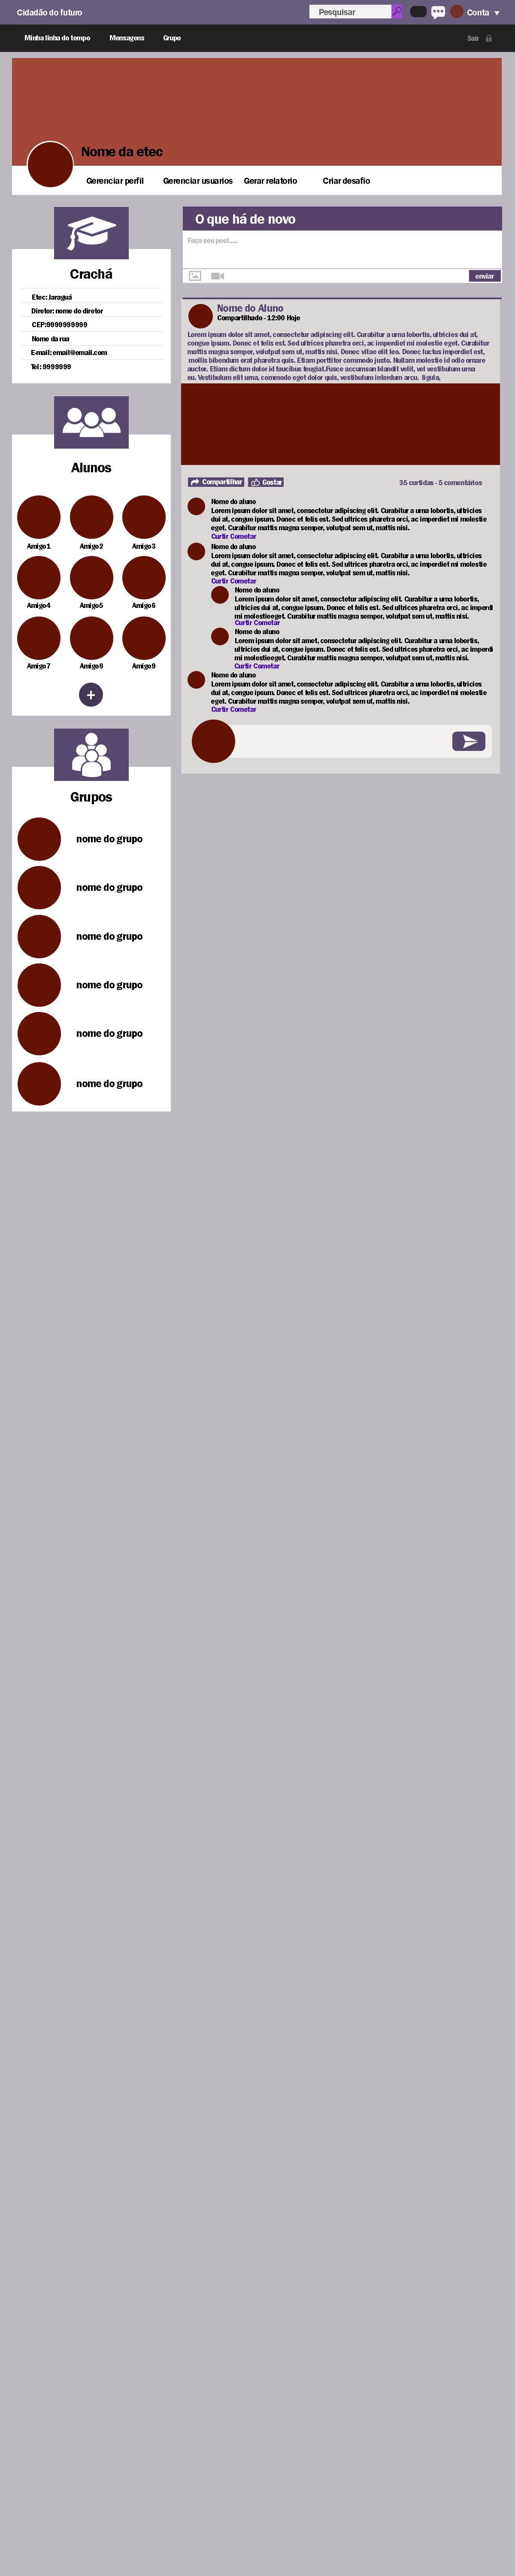 Cidadão do futuro
Pesquisar
Conta
Minha linha do tempo
Mensagens
Grupo
Sair
Nome da etec
Gerenciar perfil
Gerenciar usuarios
Gerar relatorio
Criar desafio
Crachá
Etec: Jaraguá
Diretor: nome do diretor
CEP:9999999999
Nome da rua
E-mail: email@email.com
Tel : 9999999
Alunos
Amigo1
Amigo2
Amigo3
Amigo4
Amigo5
Amigo6
Amigo7
Amigo8
Amigo9
+
Grupos
nome do grupo
nome do grupo
nome do grupo
nome do grupo
nome do grupo
nome do grupo
O que há de novo
Faça seu post.....
enviar
Nome do Aluno
Compartilhado - 12:00 Hoje
Lorem ipsum dolor sit amet, consectetur adipiscing elit. Curabitur a urna lobortis, ultricies dui at,
congue ipsum. Donec et felis est. Sed ultrices pharetra orci, ac imperdiet mi molestie eget. Curabitur
mattis magna semper, volutpat sem ut, mattis nisi. Donec vitae elit leo. Donec luctus imperdiet est,
mollis bibendum erat pharetra quis. Etiam porttitor commodo justo. Nullam molestie id odio ornare
auctor. Etiam dictum dolor id faucibus feugiat.Fusce accumsan blandit velit, vel vestibulum urna
eu. Vestibulum elit urna, commodo eget dolor quis, vestibulum interdum arcu. ligula,
Compartilhar
Gostar
35 curtidas - 5 comentários
Nome do aluno
Lorem ipsum dolor sit amet, consectetur adipiscing elit. Curabitur a urna lobortis, ultricies
dui at, congue ipsum. Donec et felis est. Sed ultrices pharetra orci, ac imperdiet mi molestie
eget. Curabitur mattis magna semper, volutpat sem ut, mattis nisi.
Curtir Cometar
Nome do aluno
Lorem ipsum dolor sit amet, consectetur adipiscing elit. Curabitur a urna lobortis, ultricies
dui at, congue ipsum. Donec et felis est. Sed ultrices pharetra orci, ac imperdiet mi molestie
eget. Curabitur mattis magna semper, volutpat sem ut, mattis nisi.
Curtir Cometar
Nome do aluno
Lorem ipsum dolor sit amet, consectetur adipiscing elit. Curabitur a urna lobortis,
ultricies dui at, congue ipsum. Donec et felis est. Sed ultrices pharetra orci, ac imperdi
mi molestieeget. Curabitur mattis magna semper, volutpat sem ut, mattis nisi.
Curtir Cometar
Nome do aluno
Lorem ipsum dolor sit amet, consectetur adipiscing elit. Curabitur a urna lobortis,
ultricies dui at, congue ipsum. Donec et felis est. Sed ultrices pharetra orci, ac imperdi
mi molestieeget. Curabitur mattis magna semper, volutpat sem ut, mattis nisi.
Curtir Cometar
Nome do aluno
Lorem ipsum dolor sit amet, consectetur adipiscing elit. Curabitur a urna lobortis, ultricies
dui at, congue ipsum. Donec et felis est. Sed ultrices pharetra orci, ac imperdiet mi molestie
eget. Curabitur mattis magna semper, volutpat sem ut, mattis nisi.
Curtir Cometar